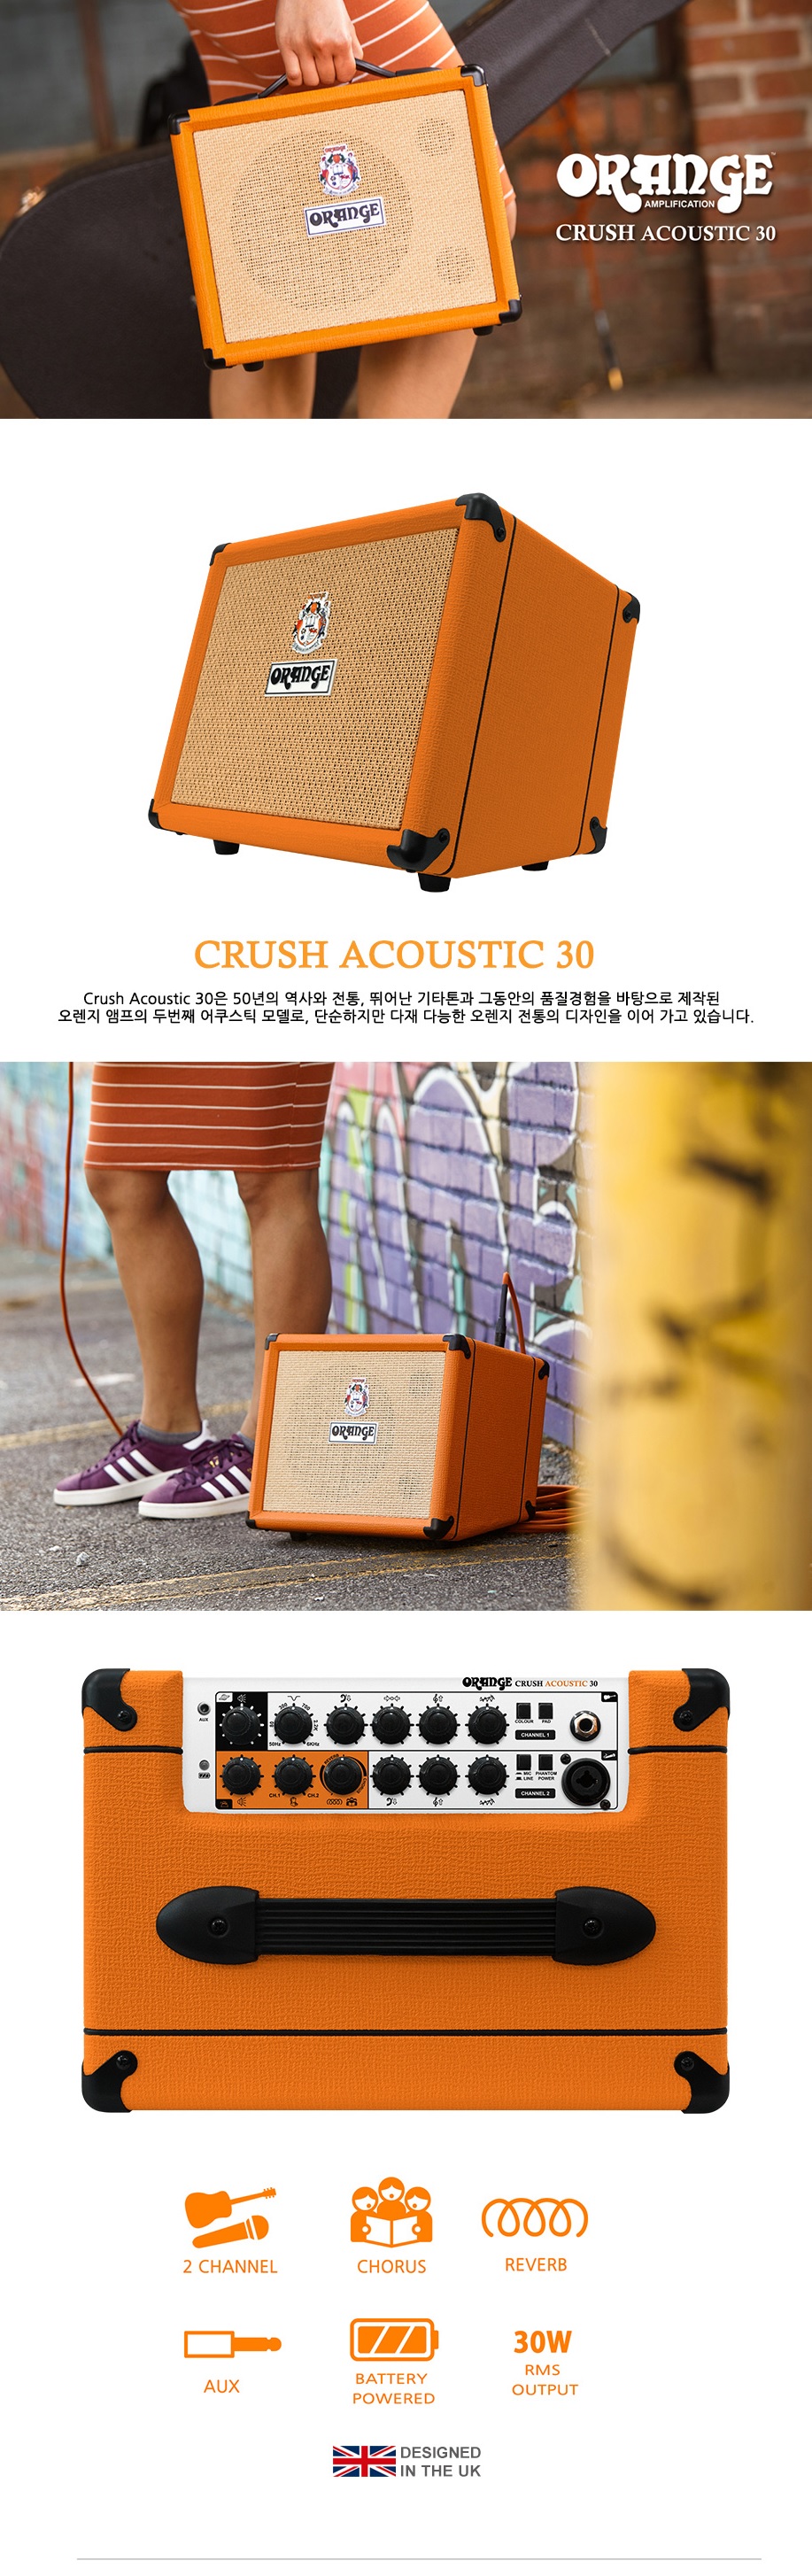 ORANGE
ORANGE
AMPLIFICATION
CRUSH ACOUSTIC 30
ORANGE
CRUSH ACOUSTIC 30
Crush Acoustic 30은 50년의 역사와 전통, 뛰어난 기타톤과 그동안의 품질경험을 바탕으로 제작된
오렌지 앰프의 두번째 어쿠스틱 모델로, 단순하지만 다재 다능한 오렌지 전통의 디자인을 이어 가고 있습니다.
ORANGE
ORANGE CRUSH ACOUSTIC 30
AUX
50Hz 6KHz
COLOUR PAD
CHANNEL 1
REVERB
CH.1 CH.2
MIC
LINE
PHANTOM
POWER
CHANNEL 2
2 CHANNEL
CHORUS
REVERB
AUX
BATTERY
POWERED
30W
RMS
OUTPUT
DESIGNED
IN THE UK